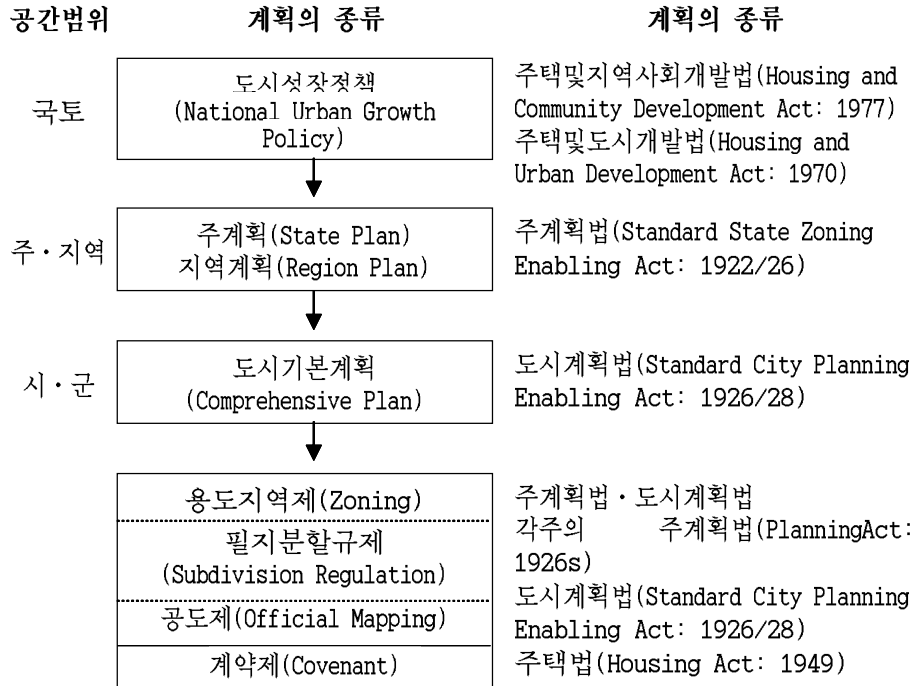 공간범위 계획의 종류 계획의 종류
국토
도시성장정책
(National Urban Growth
Policy)
주택및지역사회개발법(Housing and
Community Development Act: 1977)
주택및도시개발법(Housing and
Urban Development Act: 1970)
주·지역
주계획(State Plan)
지역계획(Region Plan)
주계획법(Standard State Zoning
Enabling Act: 1922/26)
시·군
도시기본계획
(Comprehensive Plan)
도시계획법(Standard City Planning
Enabling Act: 1926/28)
용도지역제(Zoning)
필지분할규제
(Subdivision Regulation)
공도제(Official Mapping)
계약제(Covenant)
주계획법·도시계획법
각주의 주계획법(PlanningAct:
1926s)
도시계획법(Standard City Planning
Enabling Act: 1926/28)
주택법(Housing Act: 1949)